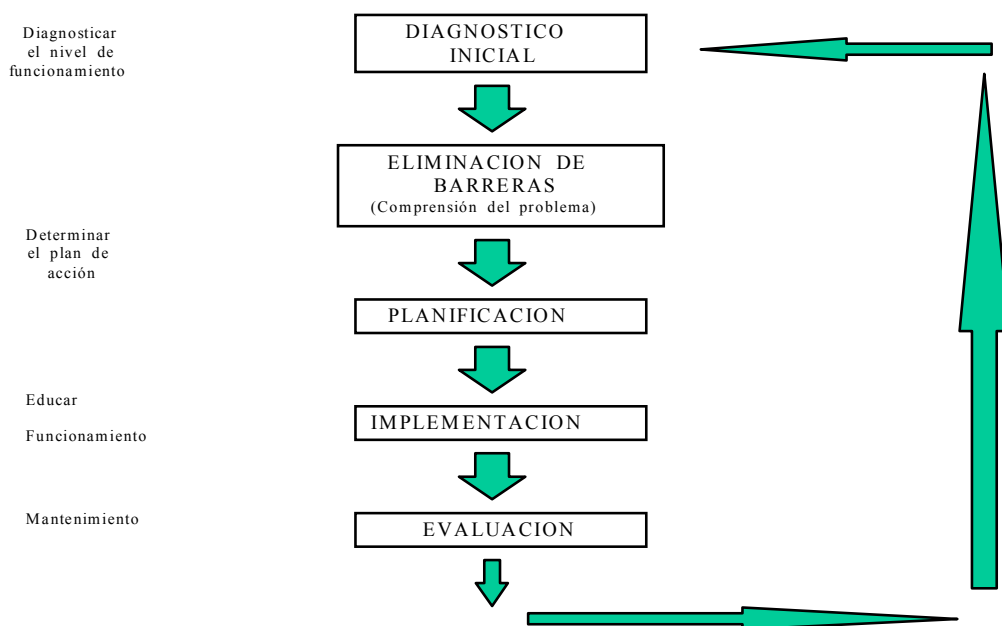 Diagnosticar
el nivel de
funcionamiento
DIAGNOSTICO
INICIAL
ELIMINACION DE
BARRERAS
(Comprensión del problema)
Determinar
el plan de
acción
PLANIFICACION
Educar
IMPLEMENTACION
Funcionamiento
Mantenimiento
EVALUACION